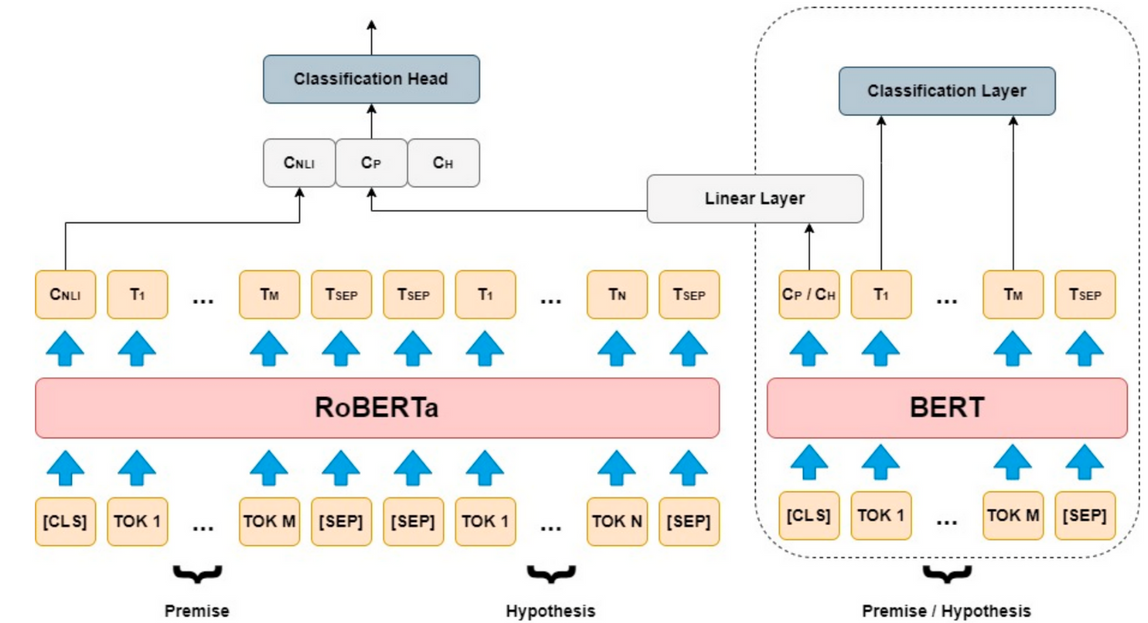 Classification Head
Classification Layer
CNLI CP CH
Linear Layer
CNLI T1 ... TM TSEP TSEP T1 ... TN TSEP CP / CH T1 ... TM TSEP
RoBERTa BERT
[CLS] TOK 1 ... TOK M [SEP] [SEP] TOK 1 ... TOK N [SEP] [CLS] TOK 1 ... TOK M [SEP]
Premise Hypothesis Premise / Hypothesis